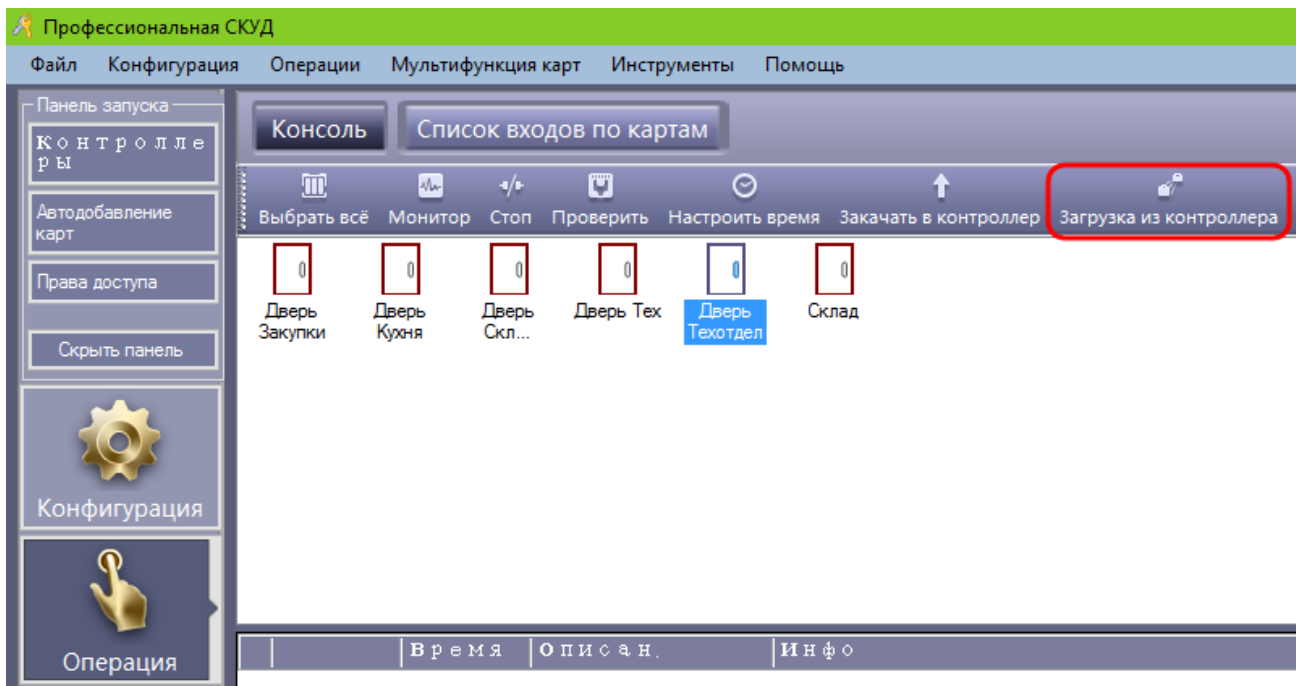 Профессиональная СКУД
Файл Конфигурация Операции Мультифункция карт Инструменты Помощь
Панель запуска
Контролле
ры
Автодобавление
карт
Права доступа
Скрыть панель
Конфигурация
Операция
Консоль Список входов по картам
Выбрать всё Монитор Стоп Проверить Настроить время Закачать в контроллер Загрузка из контроллера
Дверь
Закупки
Дверь
Кухня
Дверь
Скл...
Дверь Тех
Дверь
Техотдел
Склад
Время Описан. Инфо